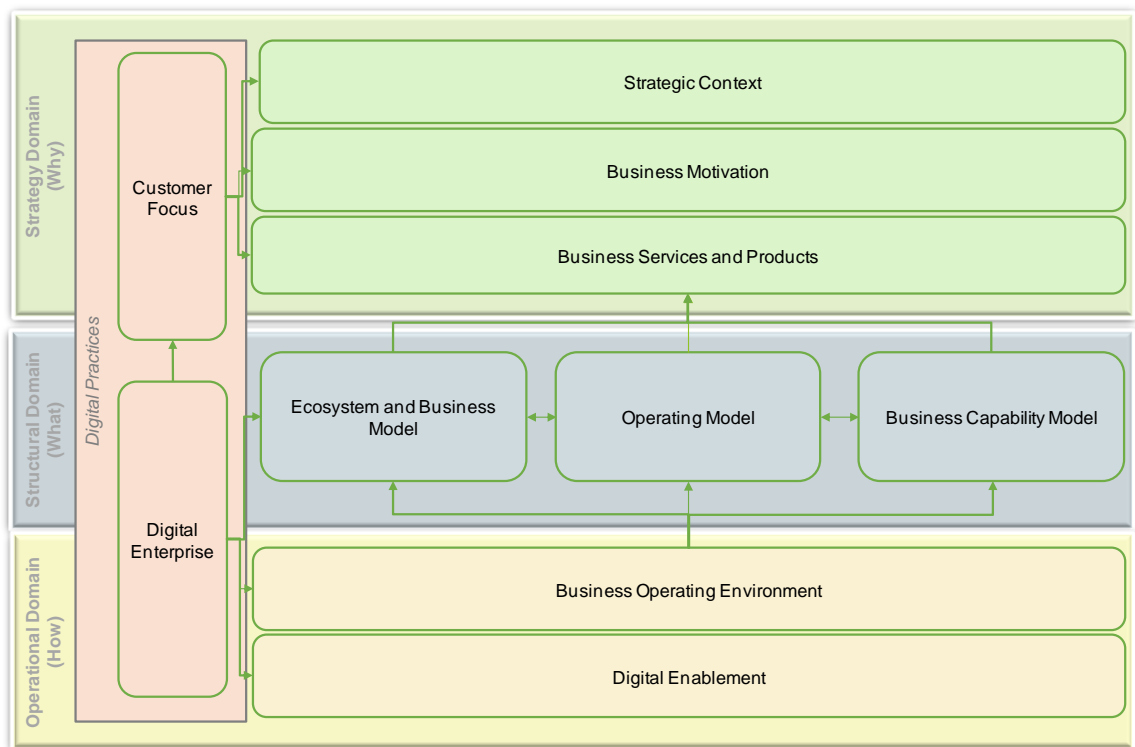 Strategy Domain
(Why)
Digital Practices
Customer
Focus
Strategic Context
Business Motivation
Business Services and Products
Structural Domain
(What)
Ecosystem and Business
Model
Operating Model
Business Capability Model
Digital
Enterprise
Operational Domain
(How)
Business Operating Environment
Digital Enablement